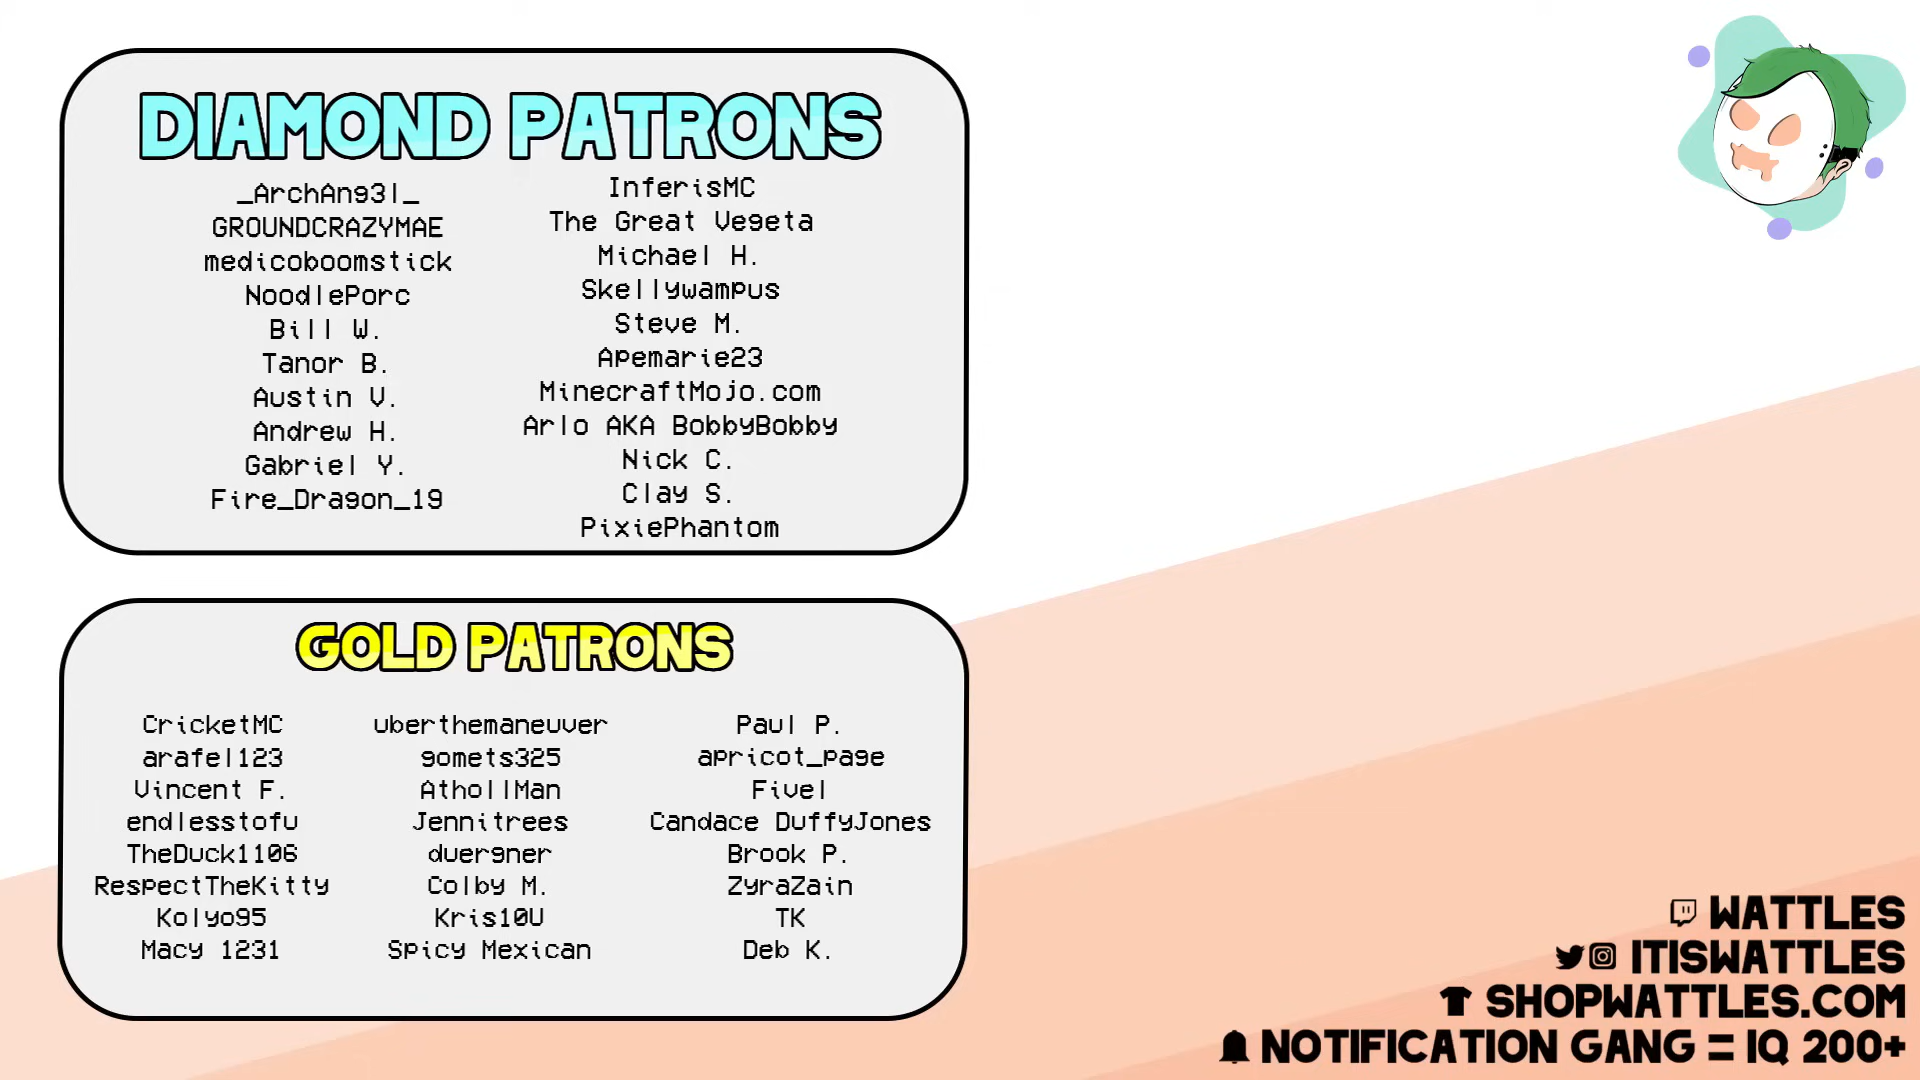 DIAMOND PATRONS
_ArchAng3l_
GROUNDCRAZYMAE
medicoboomstick
NoodlePorc
Bill W.
Tanor B.
Austin V.
Andrew H.
Gabriel Y.
Fire_Dragon_19
InferisMC
The Great Vegeta
Michael H.
Skellywampus
Steve M.
Apemarie23
MinecraftMojo.com
Arlo AKA BobbyBobby
Nick C.
Clay S.
PixiePhantom
GOLD PATRONS
CricketMC
arafel123
Vincent F.
endlesstofu
TheDuck1106
RespectTheKitty
Kolyo95
Macy 1231
uberthemaneuver
gomets325
AthollMan
Jennitrees
duergner
Colby M.
Kris10U
Spicy Mexican
Paul P.
apricot_page
Fivel
Candace DuffyJones
Brook P.
ZyraZain
TK
Deb K.
WATTLES
ITISWATTLES
SHOPWATTLES.COM
NOTIFICATION GANG = IQ 200+